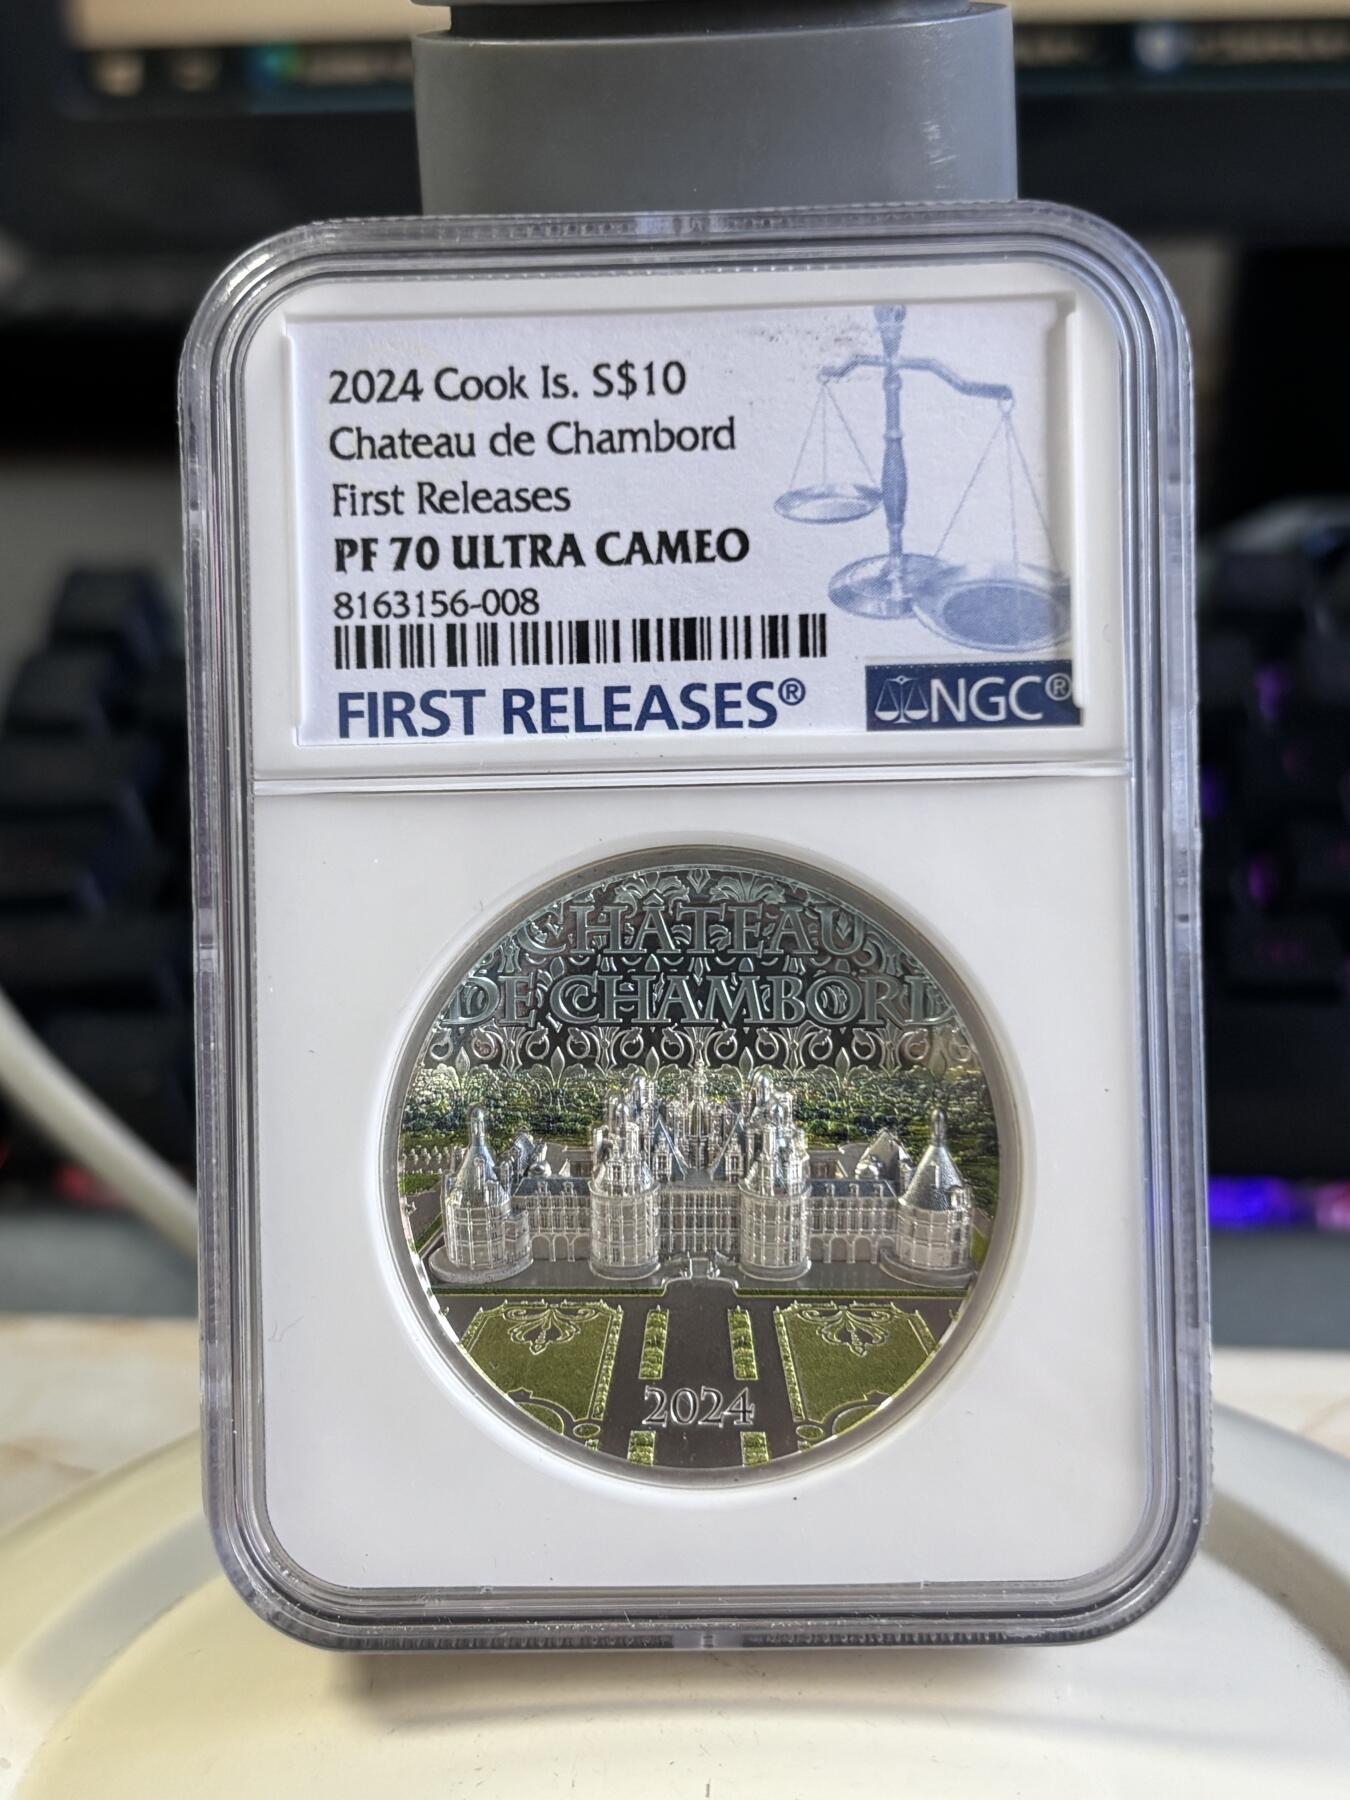 2024 Cook Is. S$10
Chateau de Chambord
First Releases
PF 70 ULTRA CAMEO
8163156-008
FIRST RELEASES®
NGC®
CHÂTEAU
DE CHAMBORD
2024